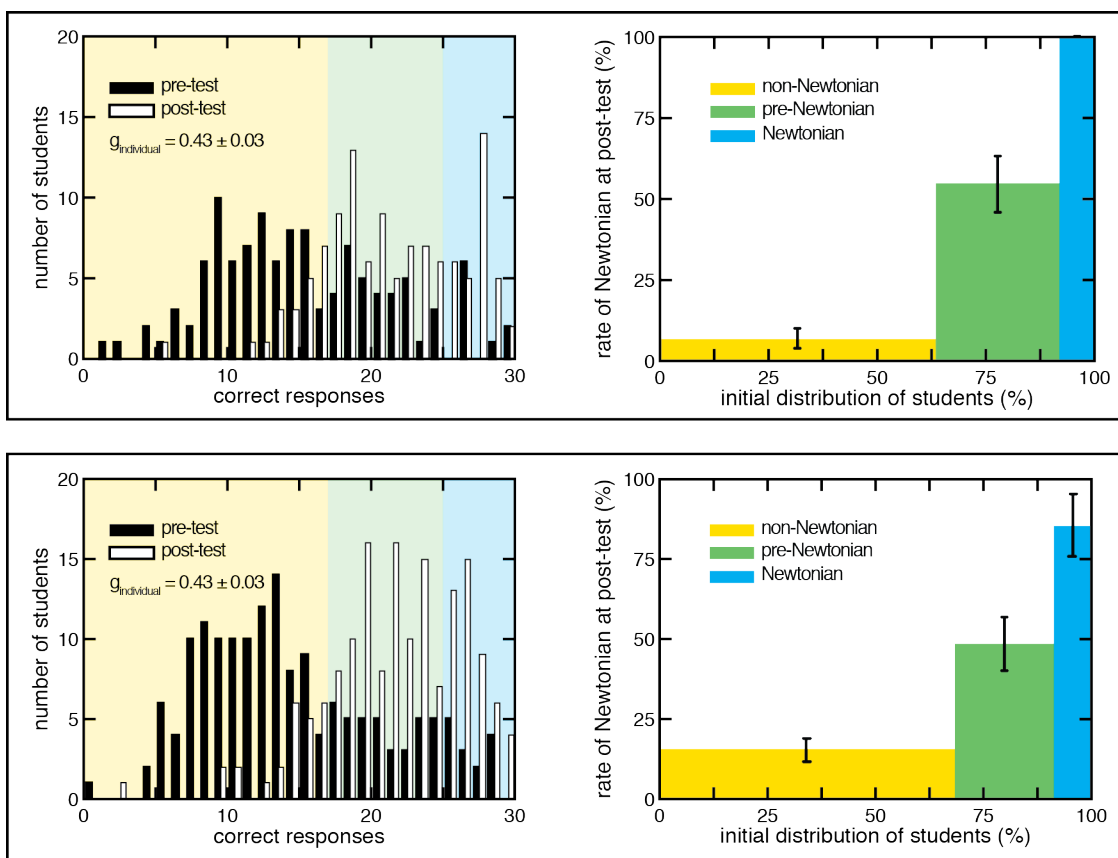 20
15
10
5
0
number of students
pre-test
post-test
gindividual = 0.43 ± 0.03
0 10 20 30
correct responses
100
75
50
25
0
rate of Newtonian at post-test (%)
non-Newtonian
pre-Newtonian
Newtonian
0 25 50 75 100
initial distribution of students (%)
20
15
10
5
0
number of students
pre-test
post-test
gindividual = 0.43 ± 0.03
0 10 20 30
correct responses
100
75
50
25
0
rate of Newtonian at post-test (%)
non-Newtonian
pre-Newtonian
Newtonian
0 25 50 75 100
initial distribution of students (%)